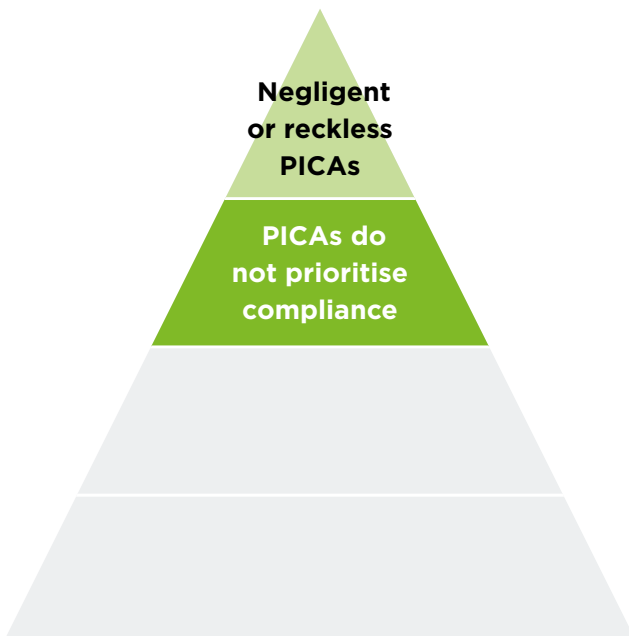 Negligent
or reckless
PICAs
PICAs do
not prioritise
compliance